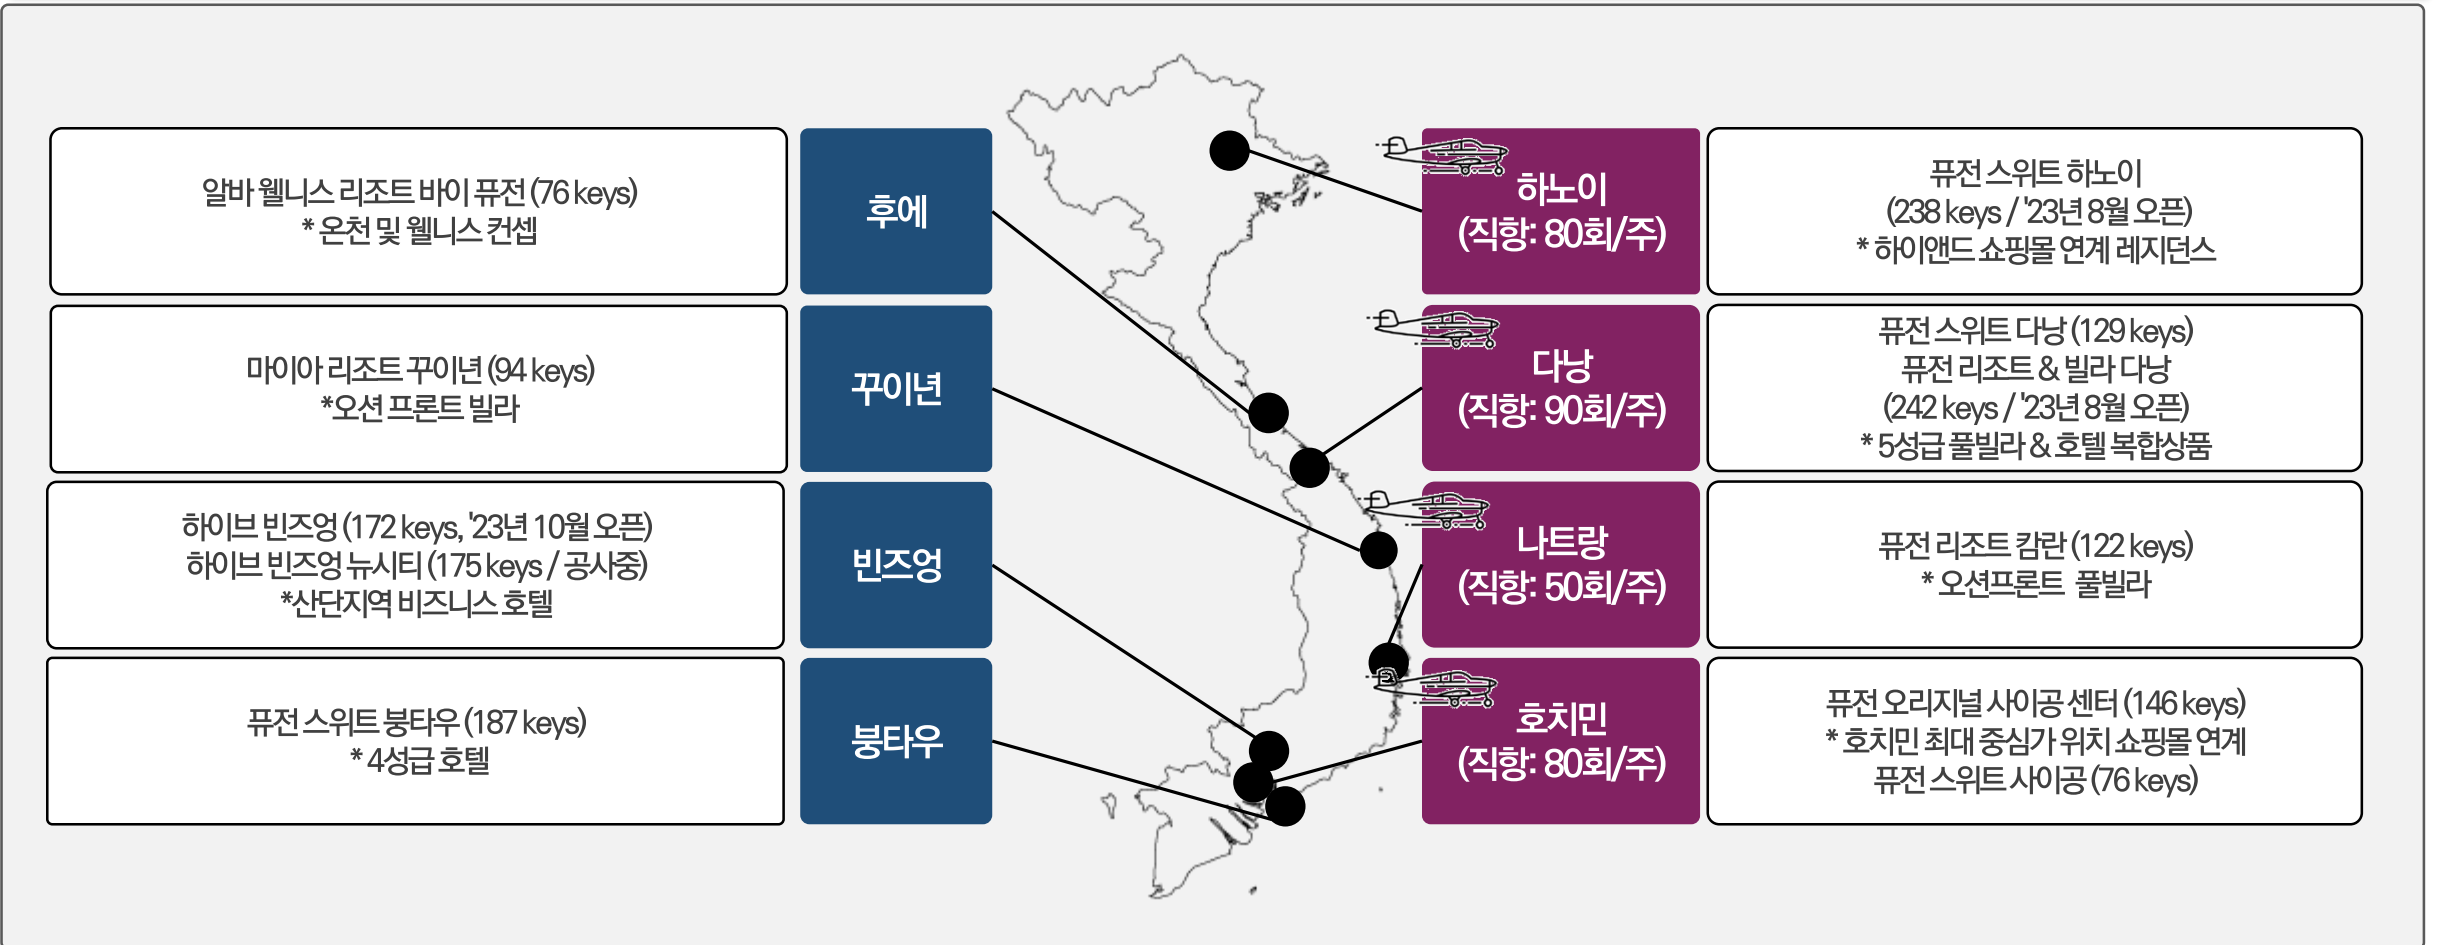 알바 웰니스 리조트 바이 퓨전 (76 keys)
* 온천 및 웰니스 컨셉
후에
하노이
(직항: 80회/주)
퓨전 스위트 하노이
(238 keys / '23년 8월 오픈)
* 하이앤드 쇼핑몰 연계 레지던스
마이아 리조트 꾸이년 (94 keys)
*오션 프론트 빌라
꾸이년
다낭
(직항: 90회/주)
퓨전 스위트 다낭 (129 keys)
퓨전 리조트 & 빌라 다낭
(242 keys / '23년 8월 오픈)
* 5성급 풀빌라 & 호텔 복합상품
하이브 빈즈엉 (172 keys, '23년 10월 오픈)
하이브 빈즈엉 뉴시티 (175 keys / 공사중)
*산단지역 비즈니스 호텔
빈즈엉
나트랑
(직항: 50회/주)
퓨전 리조트 캄란 (122 keys)
* 오션프론트 풀빌라
퓨전 스위트 붕타우 (187 keys)
* 4성급 호텔
붕타우
호치민
(직항: 80회/주)
퓨전 오리지널 사이공 센터 (146 keys)
* 호치민 최대 중심가 위치 쇼핑몰 연계
퓨전 스위트 사이공 (76 keys)